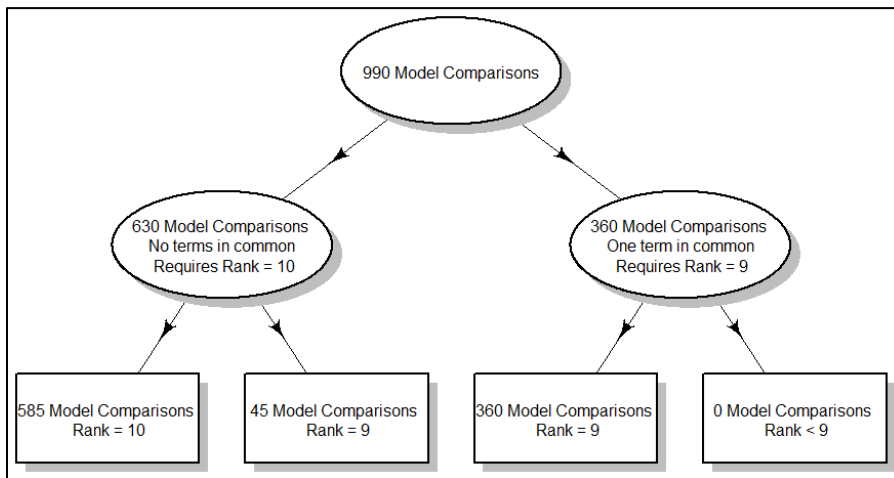 990 Model Comparisons
630 Model Comparisons
No terms in common
Requires Rank = 10
360 Model Comparisons
One term in common
Requires Rank = 9
585 Model Comparisons
Rank = 10
45 Model Comparisons
Rank = 9
360 Model Comparisons
Rank = 9
0 Model Comparisons
Rank < 9